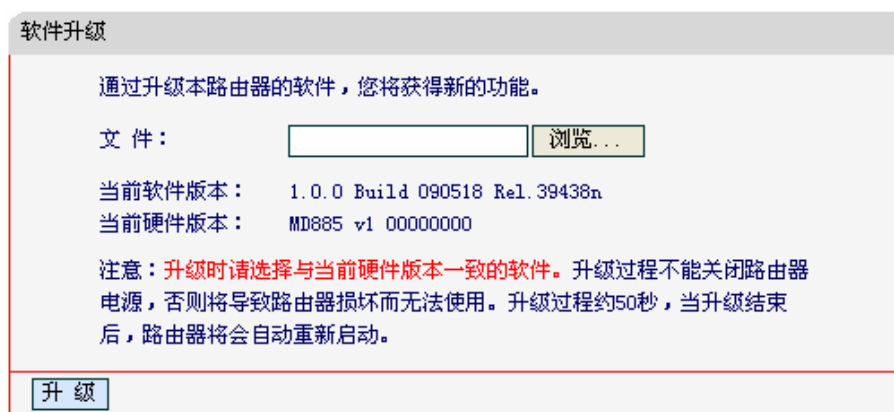 软件升级
通过升级本路由器的软件，您将获得新的功能。
文 件： 浏览...
当前软件版本： 1.0.0 Build 090518 Rel.39438n
当前硬件版本： MD885 v1 00000000
注意：升级时请选择与当前硬件版本一致的软件。升级过程不能关闭路由器
电源，否则将导致路由器损坏而无法使用。升级过程约50秒，当升级结束
后，路由器将会自动重新启动。
升 级